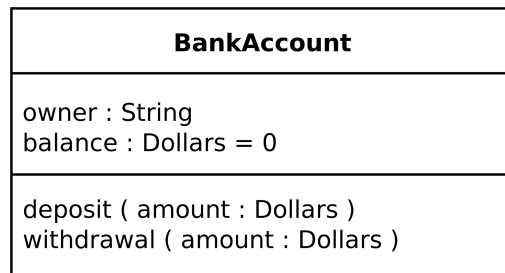 BankAccount
owner : String
balance : Dollars = 0
deposit ( amount : Dollars )
withdrawal ( amount : Dollars )